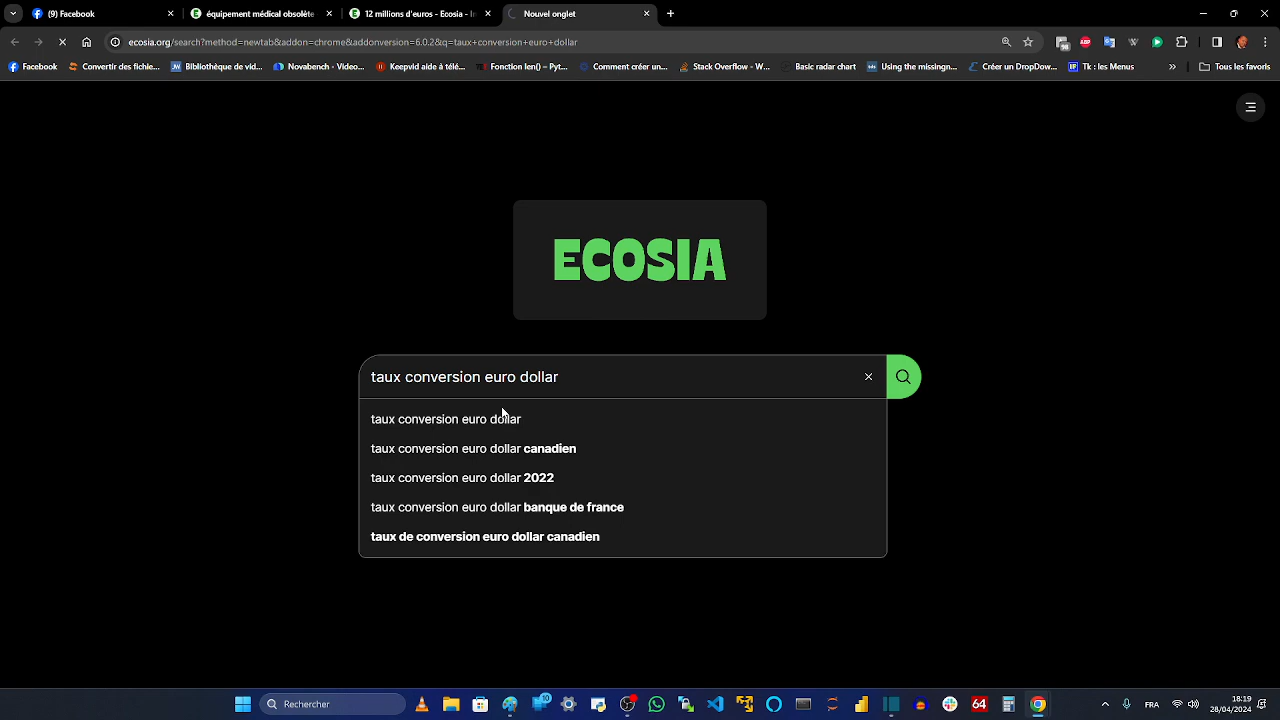 (9) Facebook
équipement médical obsolète
12 millions d'euros - Ecosia - I
Nouvel onglet
ecosia.org/search?method=newtab&addon=chrome&addonversion=6.0.2&q=taux+conversion+euro+dollar
Facebook
Convertir des fichie...
Bibliothèque de vid...
Novabench - Video...
Keepvid aide à télé...
Fonction len() – Pyt...
Comment créer un...
Stack Overflow - W...
Basic radar chart
Using the missingn...
Créer un DropDow...
Tk : les Menus
Tous les favoris
ECOSIA
taux conversion euro dollar
taux conversion euro dollar
taux conversion euro dollar canadien
taux conversion euro dollar 2022
taux conversion euro dollar banque de france
taux de conversion euro dollar canadien
Rechercher
10
64
18:19
28/04/2024